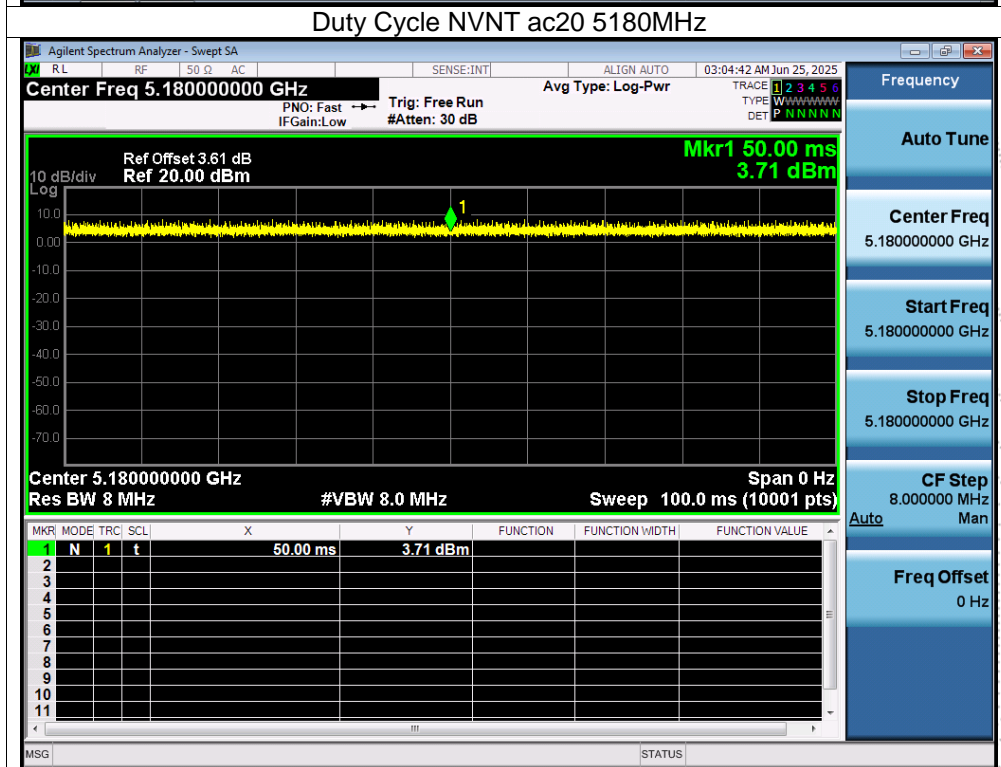 Duty Cycle NVNT ac20 5180MHz
Agilent Spectrum Analyzer - Swept SA
LXI RL RF 50 Ω AC SENSE:INT ALIGN AUTO 03:04:42 AM Jun 25, 2025
Center Freq 5.180000000 GHz Avg Type: Log-Pwr TRACE 1 2 3 4 5 6
PNO: Fast Trig: Free Run TYPE WWWWWWW
IFGain:Low #Atten: 30 dB DET P N N N N N
Frequency
Auto Tune
Center Freq
5.180000000 GHz
Start Freq
5.180000000 GHz
Stop Freq
5.180000000 GHz
CF Step
8.000000 MHz
Auto Man
Freq Offset
0 Hz
Mkr1 50.00 ms
3.71 dBm
Ref Offset 3.61 dB
10 dB/div Ref 20.00 dBm
Log
1
10.0
0.00
-10.0
-20.0
-30.0
-40.0
-50.0
-60.0
-70.0
Center 5.180000000 GHz Span 0 Hz
Res BW 8 MHz #VBW 8.0 MHz Sweep 100.0 ms (10001 pts)
MKR MODE TRC SCL X Y FUNCTION FUNCTION WIDTH FUNCTION VALUE
1 N 1 t 50.00 ms 3.71 dBm
2
3
4
5
6
7
8
9
10
11
MSG STATUS